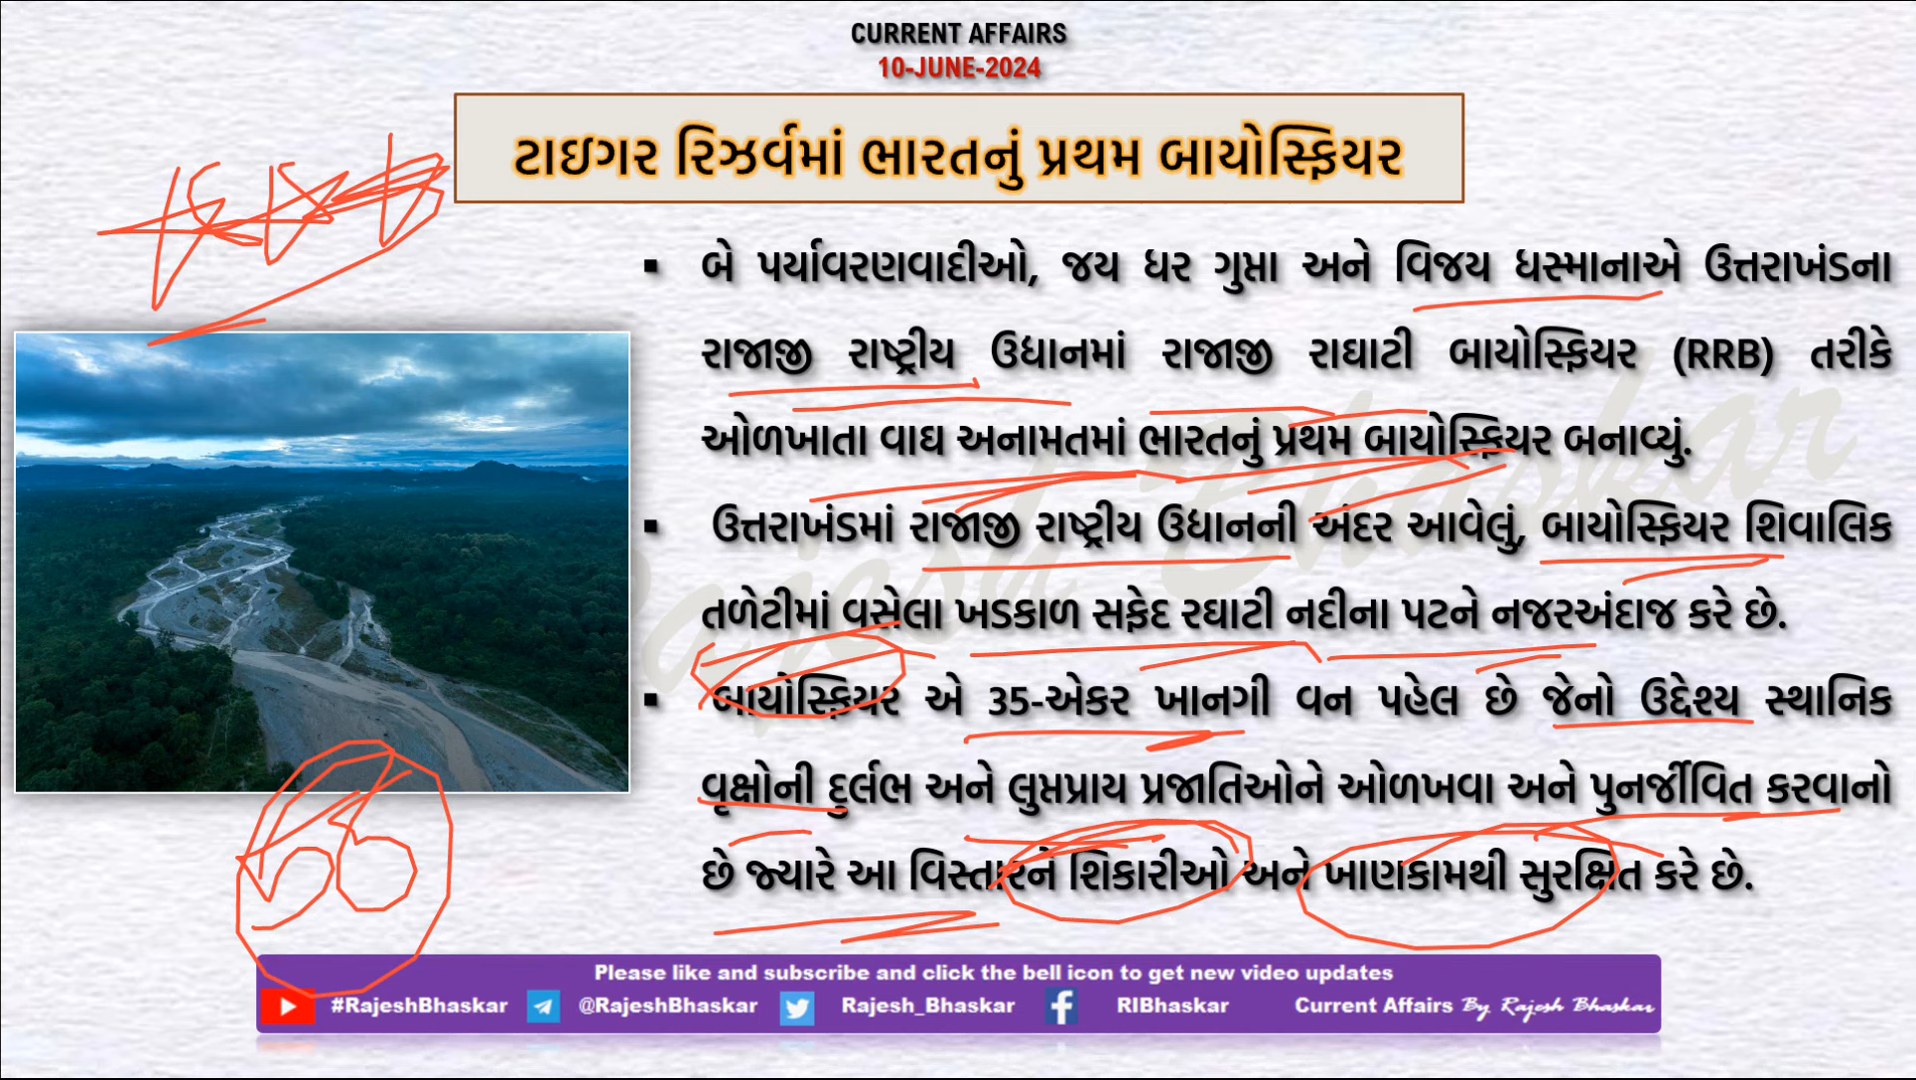 CURRENT AFFAIRS
10-JUNE-2024
ટાઇગર રિઝર્વમાં ભારતનું પ્રથમ બાયોસ્ફિયર
▪ બે પર્યાવરણવાદીઓ, જય ધર ગુપ્તા અને વિજય ધસ્માનાએ ઉત્તરાખંડના
રાજાજી રાષ્ટ્રીય ઉદ્યાનમાં રાજાજી રાઘાટી બાયોસ્ફિયર (RRB) તરીકે
ઓળખાતા વાઘ અનામતમાં ભારતનું પ્રથમ બાયોસ્ફિયર બનાવ્યું.
▪ ઉત્તરાખંડમાં રાજાજી રાષ્ટ્રીય ઉદ્યાનની અંદર આવેલું, બાયોસ્ફિયર શિવાલિક
તળેટીમાં વસેલા ખડકાળ સફેદ રઘાટી નદીના પટને નજરઅંદાજ કરે છે.
▪ બાયોસ્ફિયર એ 35-એકર ખાનગી વન પહેલ છે જેનો ઉદ્દેશ્ય સ્થાનિક
વૃક્ષોની દુર્લભ અને લુપ્તપ્રાય પ્રજાતિઓને ઓળખવા અને પુનર્જીવિત કરવાનો
છે જ્યારે આ વિસ્તારને શિકારીઓ અને ખાણકામથી સુરક્ષિત કરે છે.
Rajesh Bhaskar
Please like and subscribe and click the bell icon to get new video updates
#RajeshBhaskar @RajeshBhaskar Rajesh_Bhaskar RIBhaskar Current Affairs By Rajesh Bhaskar